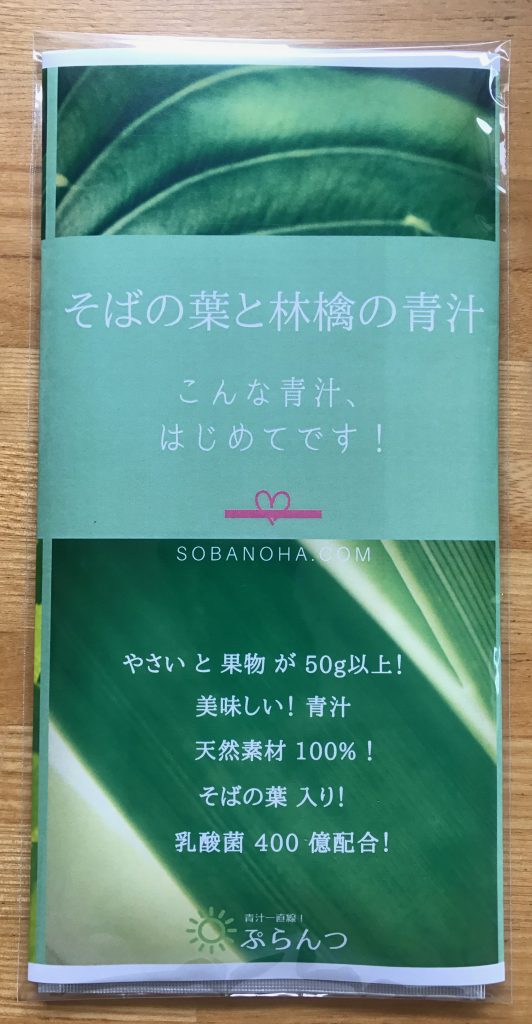 そばの葉と林檎の青汁
こんな青汁、
はじめてです！
SOBANOHA.COM
やさい と 果物 が 50g以上！
美味しい！ 青汁
天然素材 100%！
そばの葉 入り！
乳酸菌 400 億配合！
青汁一直線！
ぷらんつ